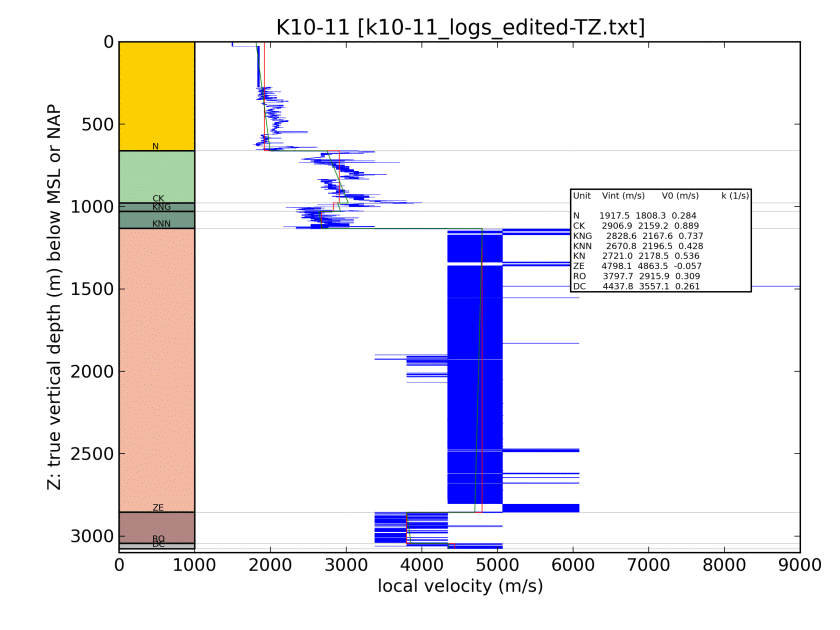 K10-11 [k10-11_logs_edited-TZ.txt]
Z: true vertical depth (m) below MSL or NAP
0
500
1000
1500
2000
2500
3000
N
CK
KNG
KNN
ZE
RO
DC
Unit Vint (m/s) V0 (m/s) k (1/s)
N 1917.5 1808.3 0.284
CK 2906.9 2159.2 0.889
KNG 2828.6 2167.6 0.737
KNN 2670.8 2196.5 0.428
KN 2721.0 2178.5 0.536
ZE 4798.1 4863.5 -0.057
RO 3797.7 2915.9 0.309
DC 4437.8 3557.1 0.261
0 1000 2000 3000 4000 5000 6000 7000 8000 9000
local velocity (m/s)